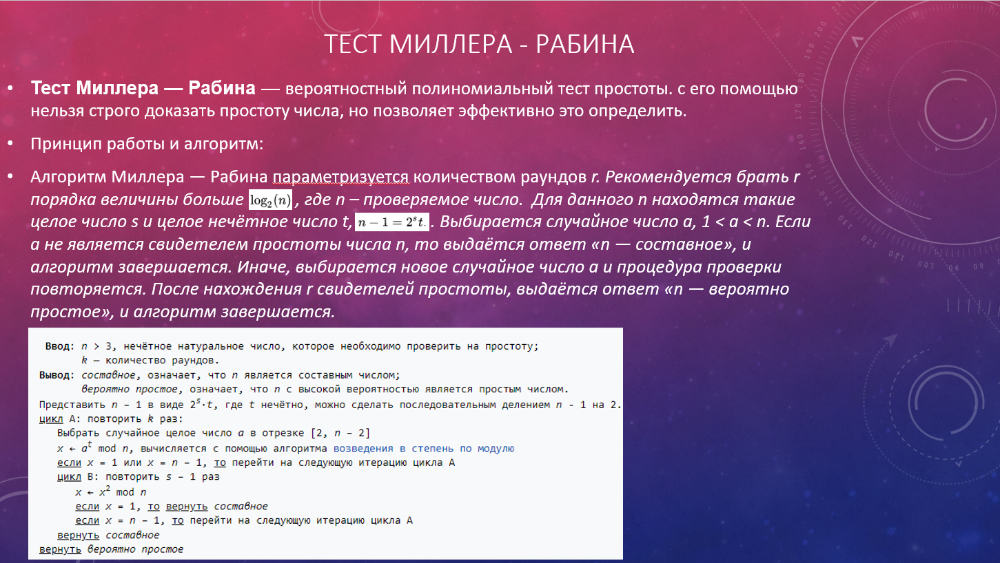 ТЕСТ МИЛЛЕРА - РАБИНА
• Тест Миллера — Рабина — вероятностный полиномиальный тест простоты. с его помощью
нельзя строго доказать простоту числа, но позволяет эффективно это определить.
• Принцип работы и алгоритм:
• Алгоритм Миллера — Рабина параметризуется количеством раундов r. Рекомендуется брать r
порядка величины больше log₂(n) , где n – проверяемое число. Для данного n находятся такие
целое число s и целое нечётное число t, n − 1 = 2ˢt. . Выбирается случайное число a, 1 < a < n. Если
a не является свидетелем простоты числа n, то выдаётся ответ «n — составное», и
алгоритм завершается. Иначе, выбирается новое случайное число a и процедура проверки
повторяется. После нахождения r свидетелей простоты, выдаётся ответ «n — вероятно
простое», и алгоритм завершается.
Ввод: n > 3, нечётное натуральное число, которое необходимо проверить на простоту;
k — количество раундов.
Вывод: составное, означает, что n является составным числом;
вероятно простое, означает, что n с высокой вероятностью является простым числом.
Представить n − 1 в виде 2ˢ·t, где t нечётно, можно сделать последовательным делением n - 1 на 2.
цикл A: повторить k раз:
Выбрать случайное целое число a в отрезке [2, n − 2]
x ← aᵗ mod n, вычисляется с помощью алгоритма возведения в степень по модулю
если x = 1 или x = n − 1, то перейти на следующую итерацию цикла A
цикл B: повторить s − 1 раз
x ← x² mod n
если x = 1, то вернуть составное
если x = n − 1, то перейти на следующую итерацию цикла A
вернуть составное
вернуть вероятно простое